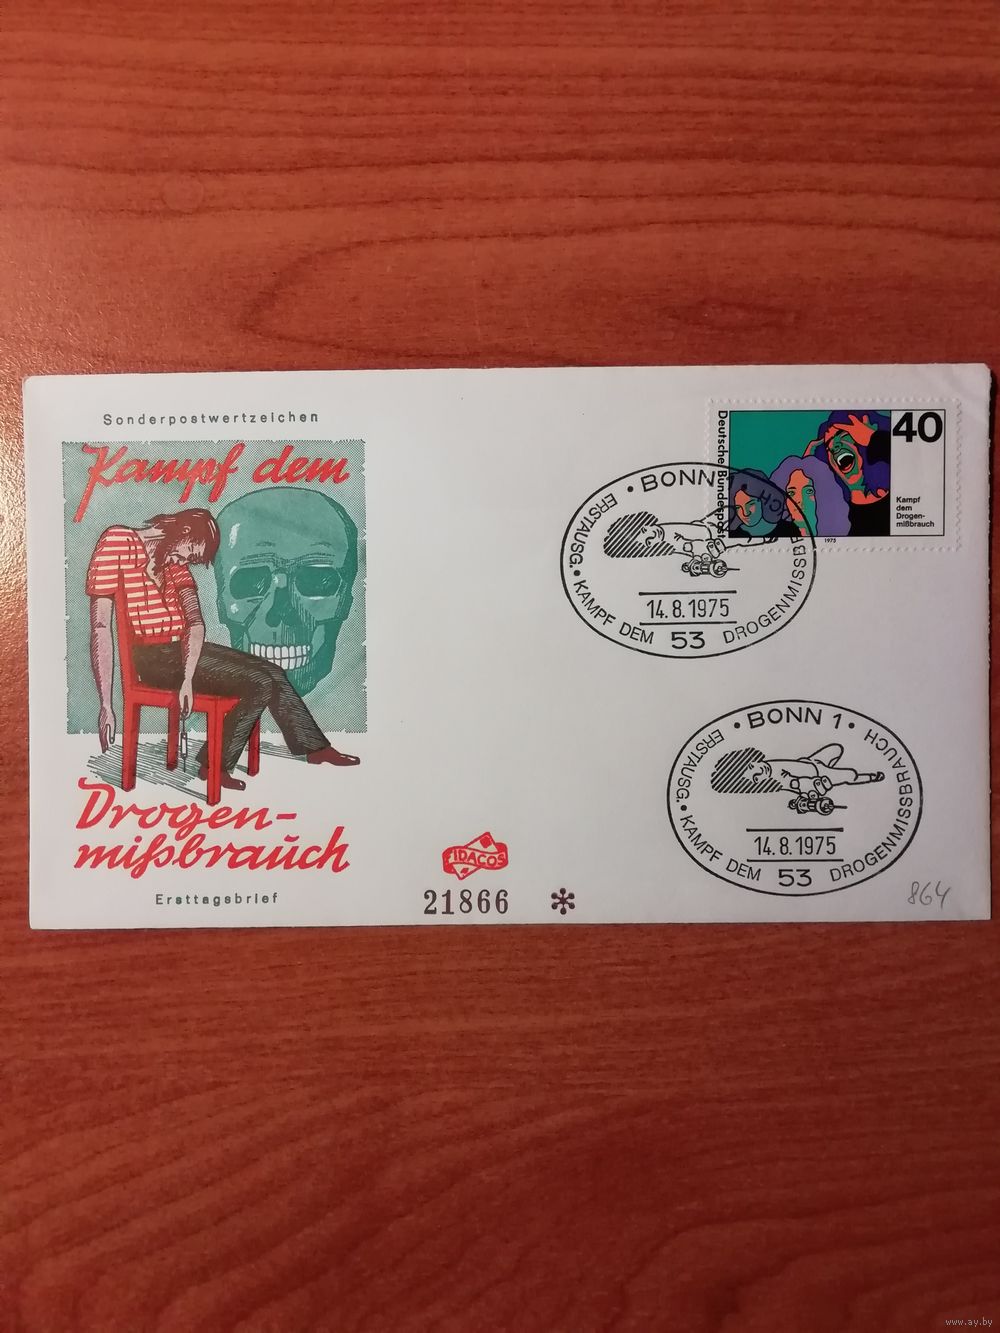 Sonderpostwertzeichen
Kampf dem
Drogen-
mißbrauch
Ersttagsbrief
FIDACOS
21866 *
Deutsche Bundespost
40
Kampf
dem
Drogen-
mißbrauch
1975
• BONN 1 •
ERSTAUSG. • KAMPF DEM DROGENMISSBRAUCH
14.8.1975
53
• BONN 1 •
ERSTAUSG. • KAMPF DEM DROGENMISSBRAUCH
14.8.1975
53
864
www.ay.by